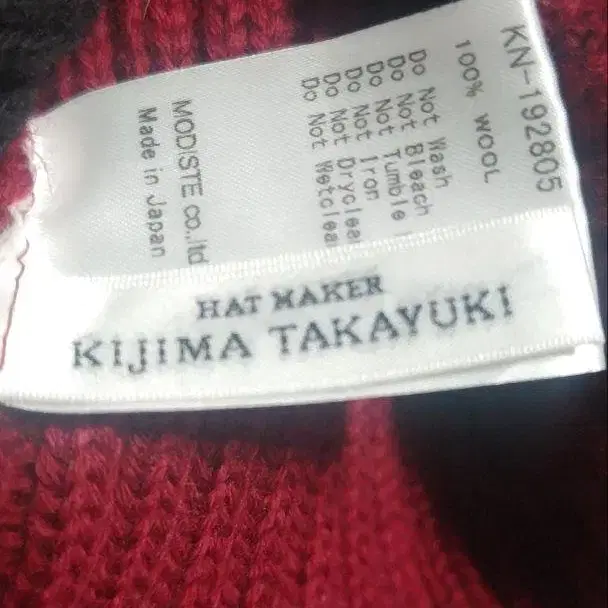 KN-192805
100% WOOL
Do Not Wash
Do Not Bleach
Do Not Tumble
Do Not Iron
Do Not Dryclea
Do Not Wetclea
MODISTE co.,ltd
Made in Japan
HAT MAKER
KIJIMA TAKAYUKI